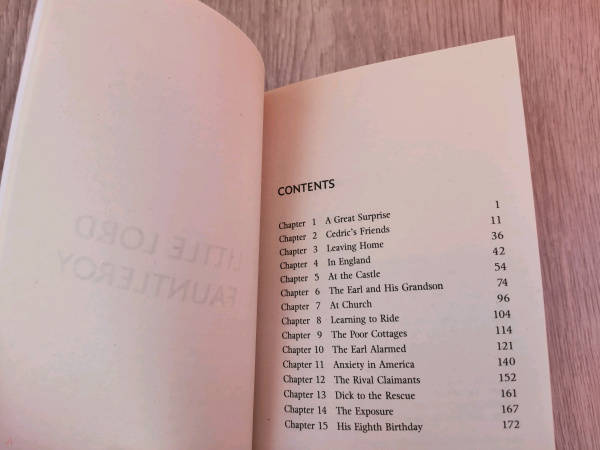 LITTLE LORD
FAUNTLEROY
CONTENTS
Chapter 1 A Great Surprise 1
Chapter 2 Cedric's Friends 11
Chapter 3 Leaving Home 36
Chapter 4 In England 42
Chapter 5 At the Castle 54
Chapter 6 The Earl and His Grandson 74
Chapter 7 At Church 96
Chapter 8 Learning to Ride 104
Chapter 9 The Poor Cottages 114
Chapter 10 The Earl Alarmed 121
Chapter 11 Anxiety in America 140
Chapter 12 The Rival Claimants 152
Chapter 13 Dick to the Rescue 161
Chapter 14 The Exposure 167
Chapter 15 His Eighth Birthday 172